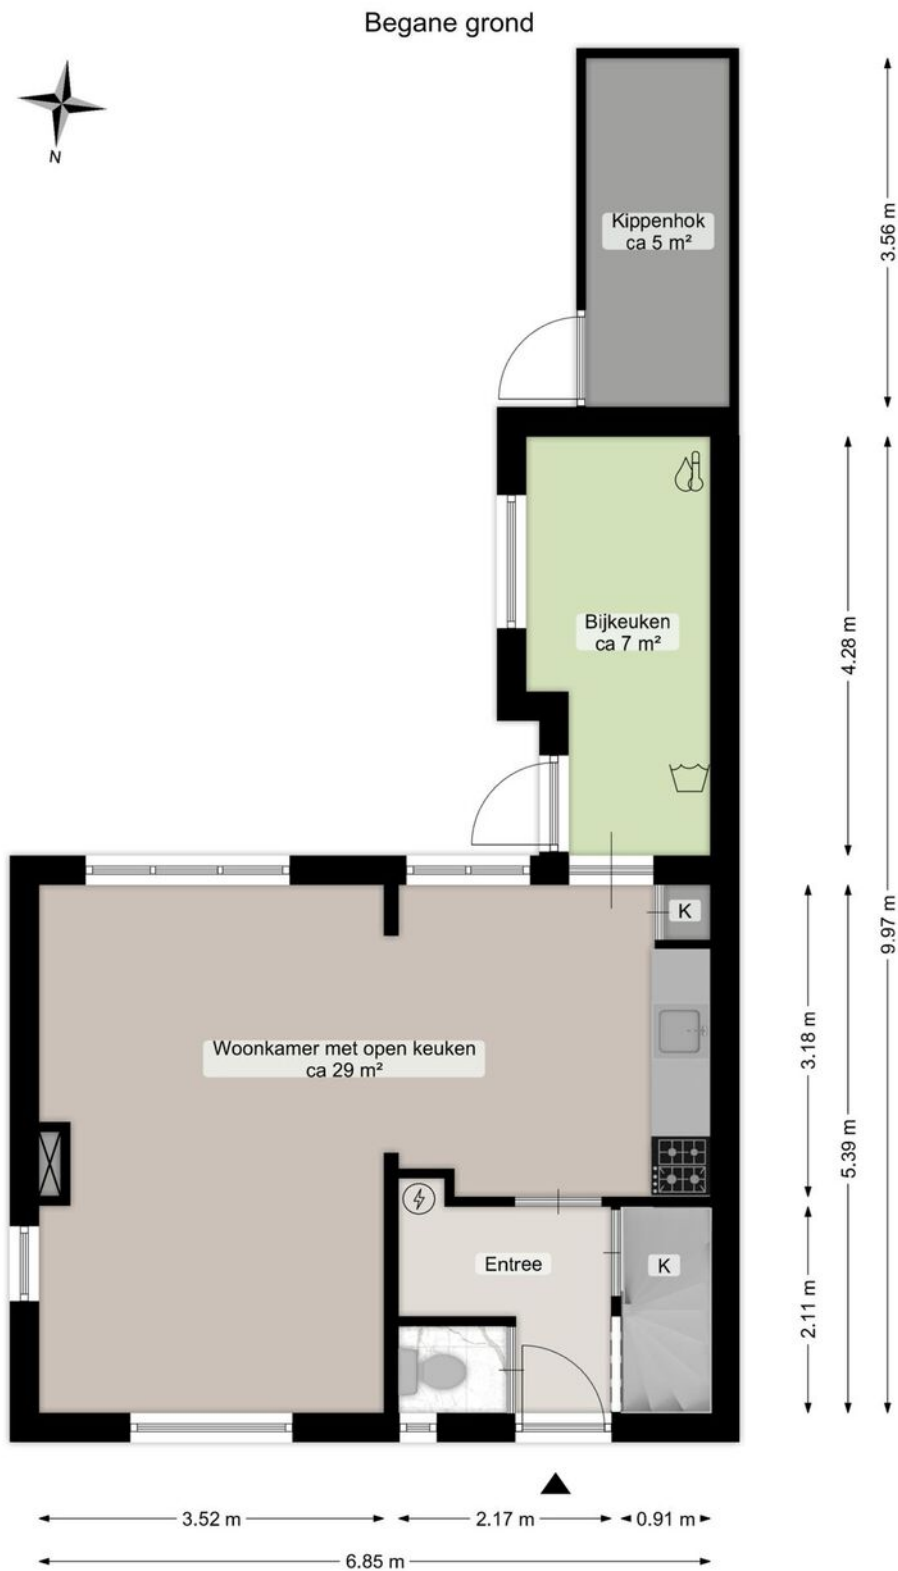 Begane grond
N
Kippenhok
ca 5 m²
3.56 m
Bijkeuken
ca 7 m²
4.28 m
9.97 m
K
Woonkamer met open keuken
ca 29 m²
3.18 m
5.39 m
Entree
K
2.11 m
3.52 m
2.17 m
0.91 m
6.85 m